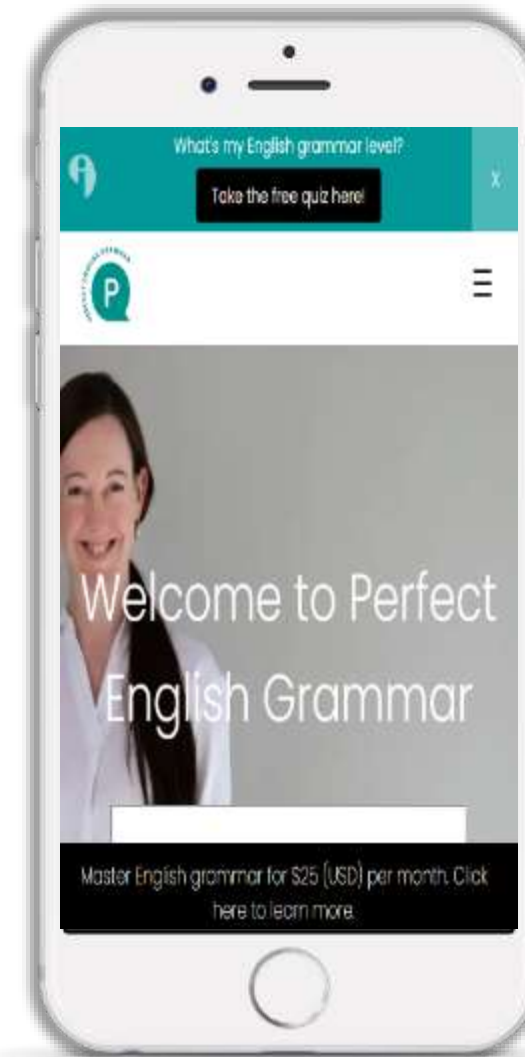 What's my English grammar level?
Take the free quiz here!
X
P
Welcome to Perfect
English Grammar
Master English grammar for $25 (USD) per month. Click
here to learn more.